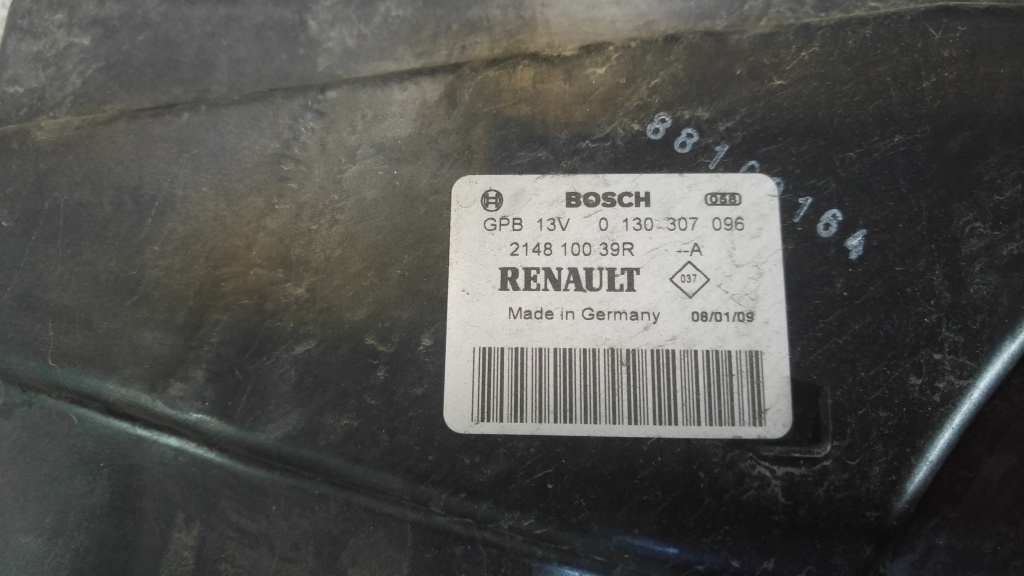 BOSCH 058
GPB 13V 0 130 307 096
2148 100 39R --A
RENAULT 037
Made in Germany 08/01/09